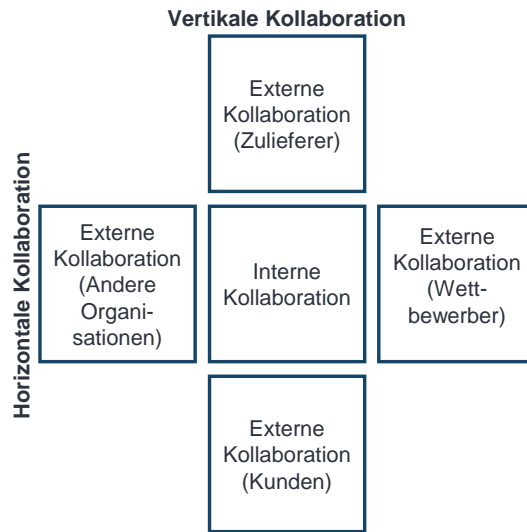 Vertikale Kollaboration
Externe
Kollaboration
(Zulieferer)
Horizontale Kollaboration
Externe
Kollaboration
(Andere
Organi-
sationen)
Interne
Kollaboration
Externe
Kollaboration
(Wett-
bewerber)
Externe
Kollaboration
(Kunden)